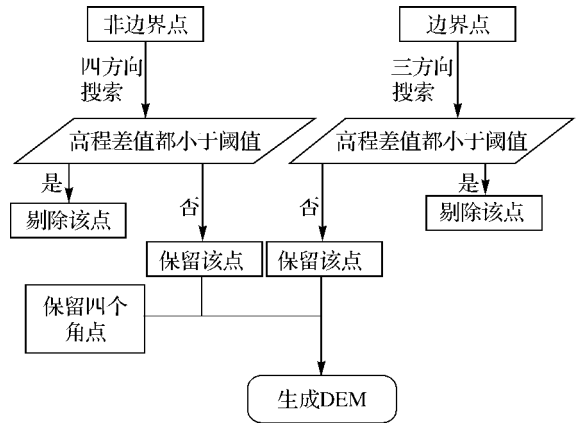 非边界点
边界点
四方向
搜索
三方向
搜索
高程差值都小于阈值
高程差值都小于阈值
是
否
否
是
剔除该点
剔除该点
保留该点
保留该点
保留四个
角点
生成DEM